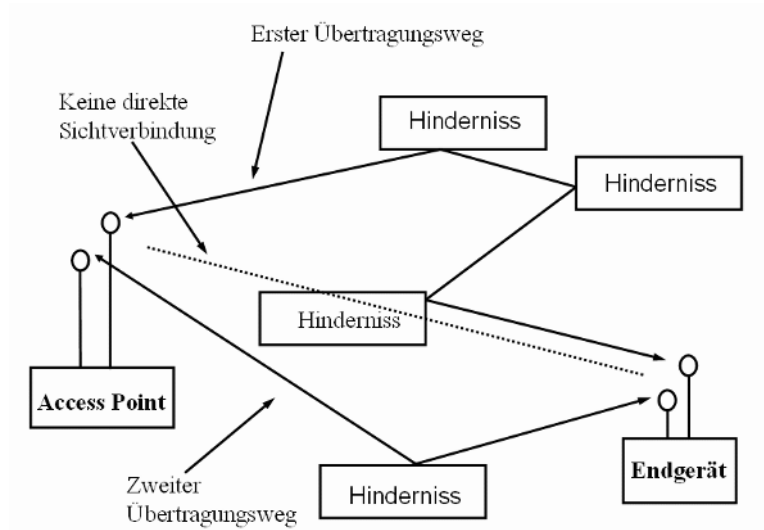 Erster Übertragungsweg
Keine direkte
Sichtverbindung
Hinderniss
Hinderniss
Hinderniss
Access Point
Endgerät
Hinderniss
Zweiter
Übertragungsweg